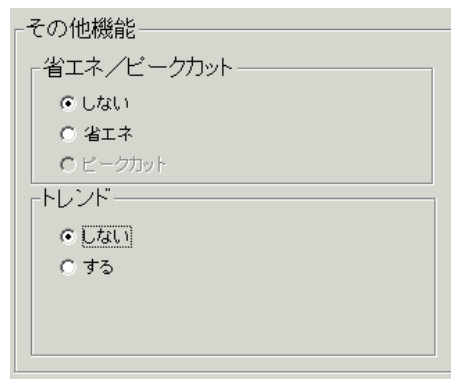 その他機能
省エネ／ピークカット
しない
省エネ
ピークカット
トレンド
しない
する